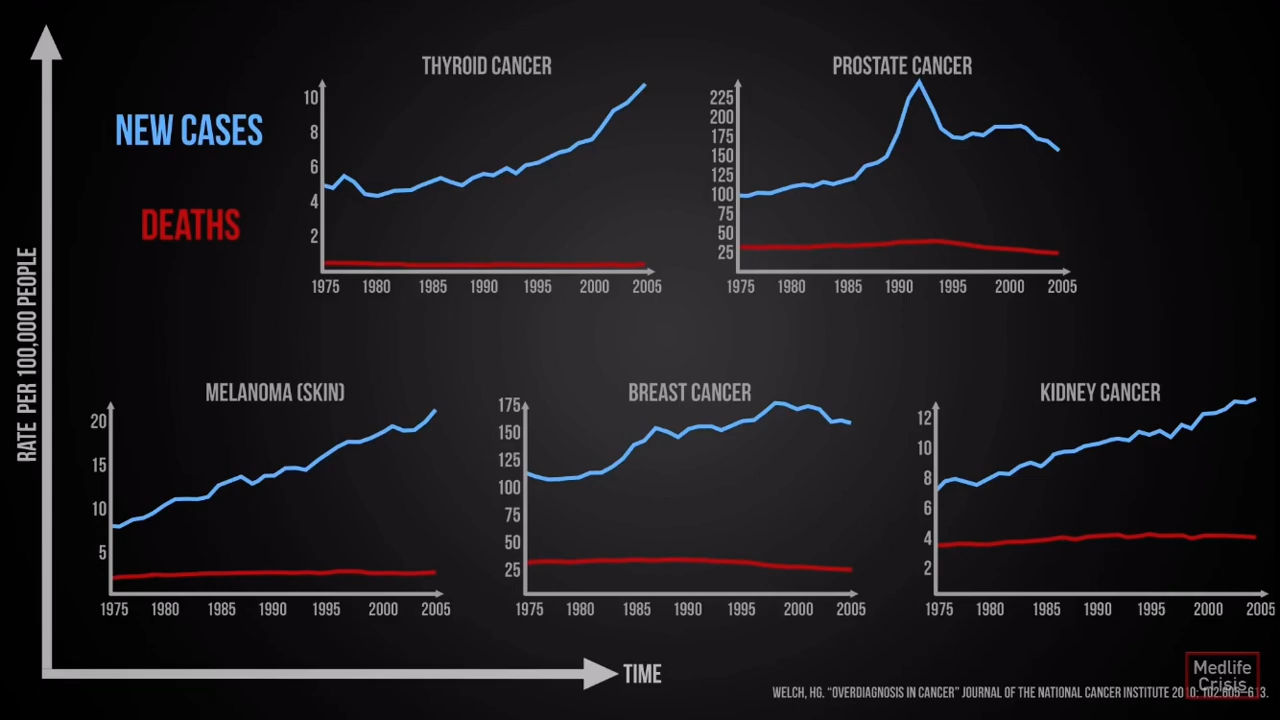 THYROID CANCER
PROSTATE CANCER
NEW CASES
DEATHS
RATE PER 100,000 PEOPLE
10
8
6
4
2
1975 1980 1985 1990 1995 2000 2005
225
200
175
150
125
100
75
50
25
1975 1980 1985 1990 1995 2000 2005
MELANOMA (SKIN)
BREAST CANCER
KIDNEY CANCER
20
15
10
5
1975 1980 1985 1990 1995 2000 2005
175
150
125
100
75
50
25
1975 1980 1985 1990 1995 2000 2005
12
10
8
6
4
2
1975 1980 1985 1990 1995 2000 2005
TIME
Medlife
Crisis
WELCH, HG. "OVERDIAGNOSIS IN CANCER" JOURNAL OF THE NATIONAL CANCER INSTITUTE